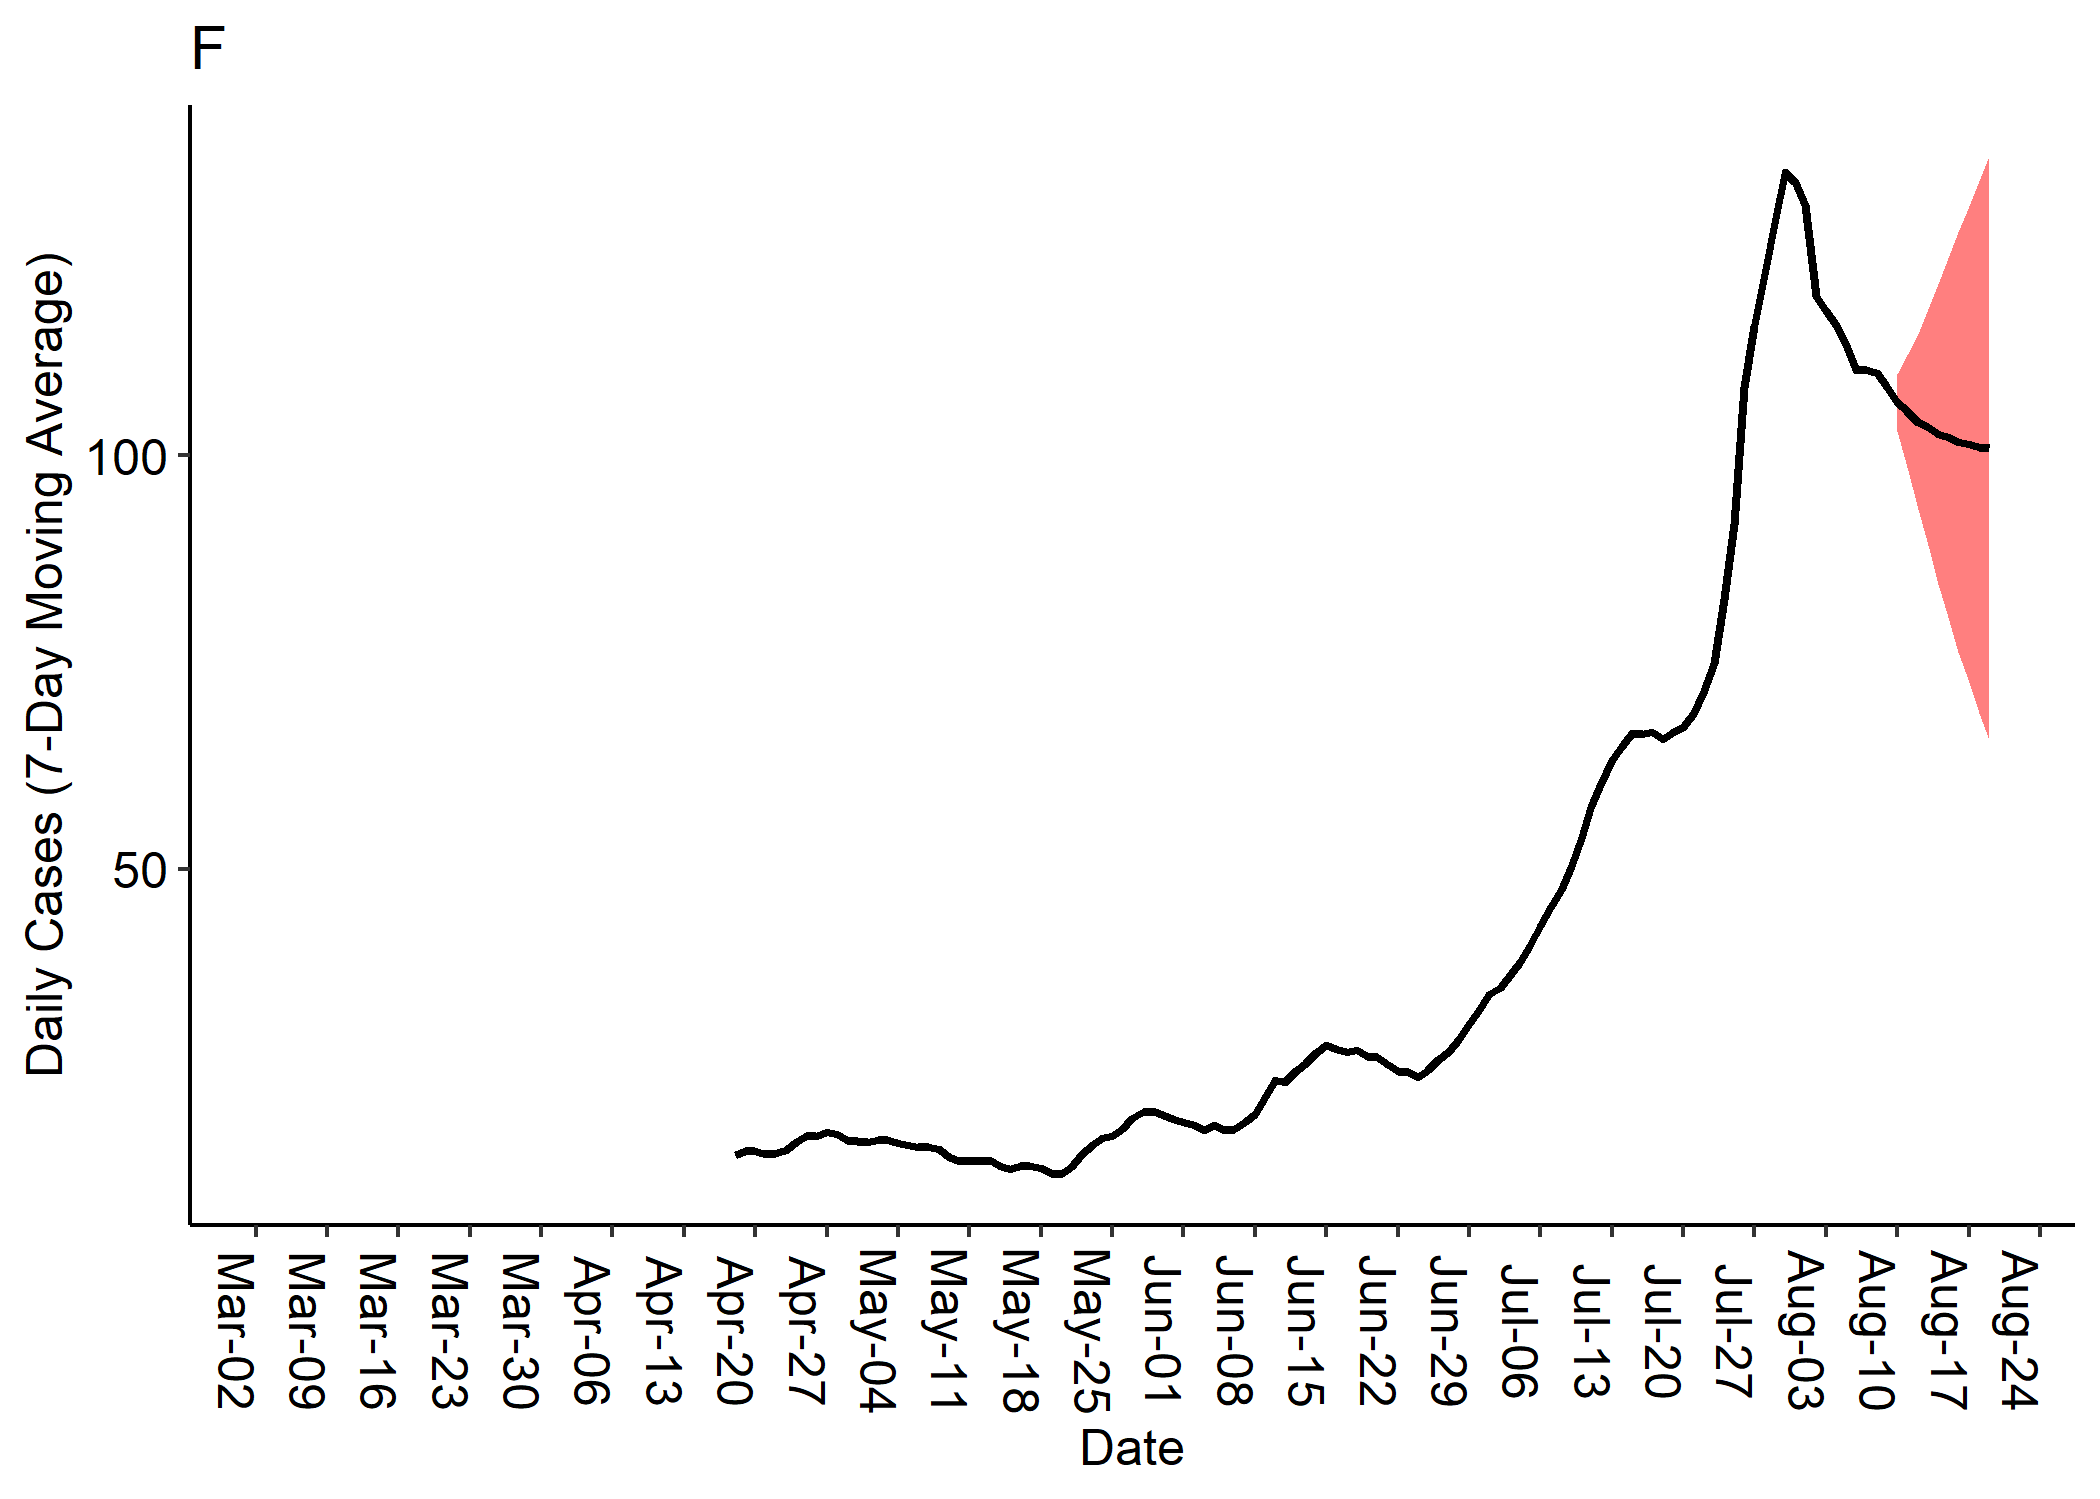 F
Daily Cases (7-Day Moving Average)
100
50
Mar-02
Mar-09
Mar-16
Mar-23
Mar-30
Apr-06
Apr-13
Apr-20
Apr-27
May-04
May-11
May-18
May-25
Jun-01
Jun-08
Jun-15
Jun-22
Jun-29
Jul-06
Jul-13
Jul-20
Jul-27
Aug-03
Aug-10
Aug-17
Aug-24
Date